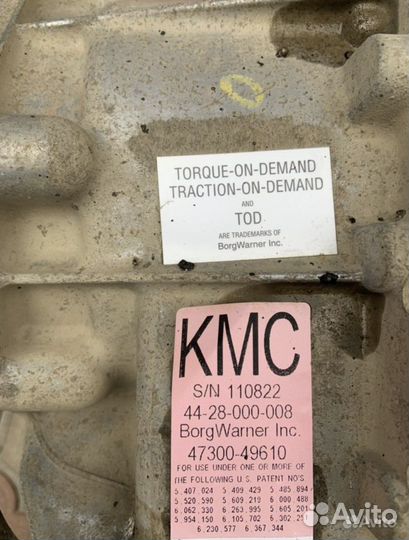 TORQUE-ON-DEMAND
TRACTION-ON-DEMAND
AND
TOD
ARE TRADEMARKS OF
BorgWarner Inc.
KMC
S/N 110822
44-28-000-008
BorgWarner Inc.
47300-49610
FOR USE UNDER ONE OR MORE OF
THE FOLLOWING U.S. PATENT NO'S
5 407 024 5 409 429 5 485 894
5 520 590 5 609 219 6 000 488
6 062 330 6 263 995 5 605 201
5 954 150 6 105 702 6 302
6 230 577 6 367 344
Avito